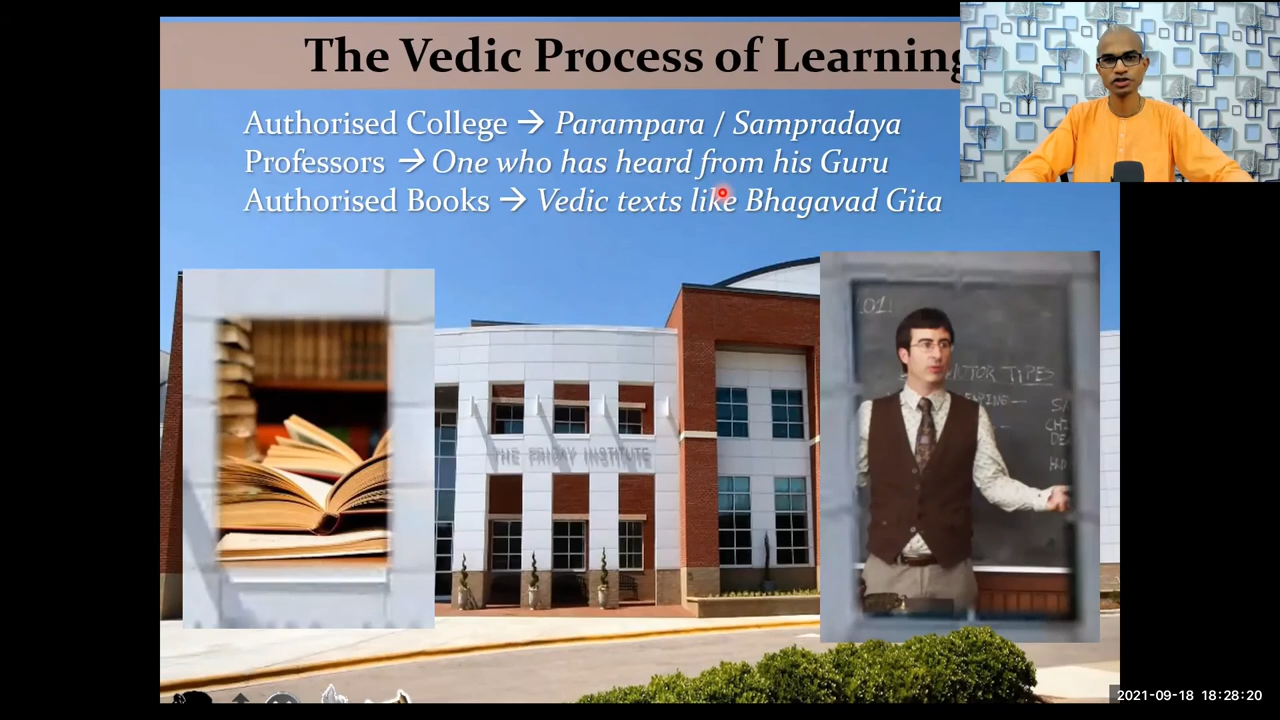 The Vedic Process of Learning
Authorised College → Parampara / Sampradaya
Professors → One who has heard from his Guru
Authorised Books → Vedic texts like Bhagavad Gita
THE FRIDAY INSTITUTE
TYPES
2021-09-18 18:28:20